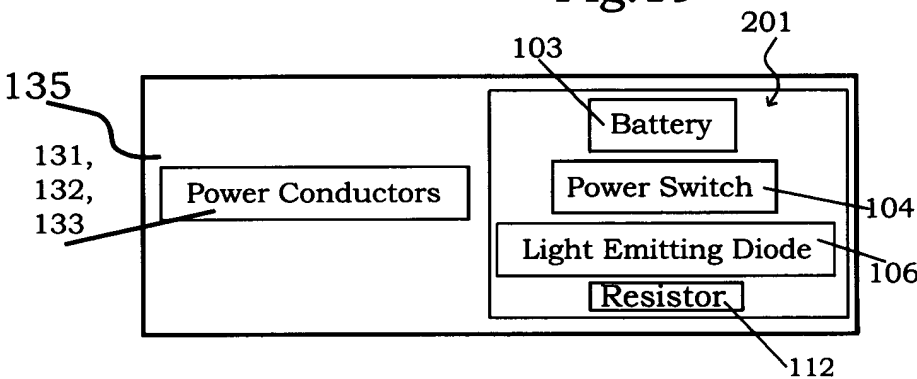 201
103
135
Battery
131,
132,
133
Power Conductors
Power Switch
104
Light Emitting Diode
106
Resistor
112